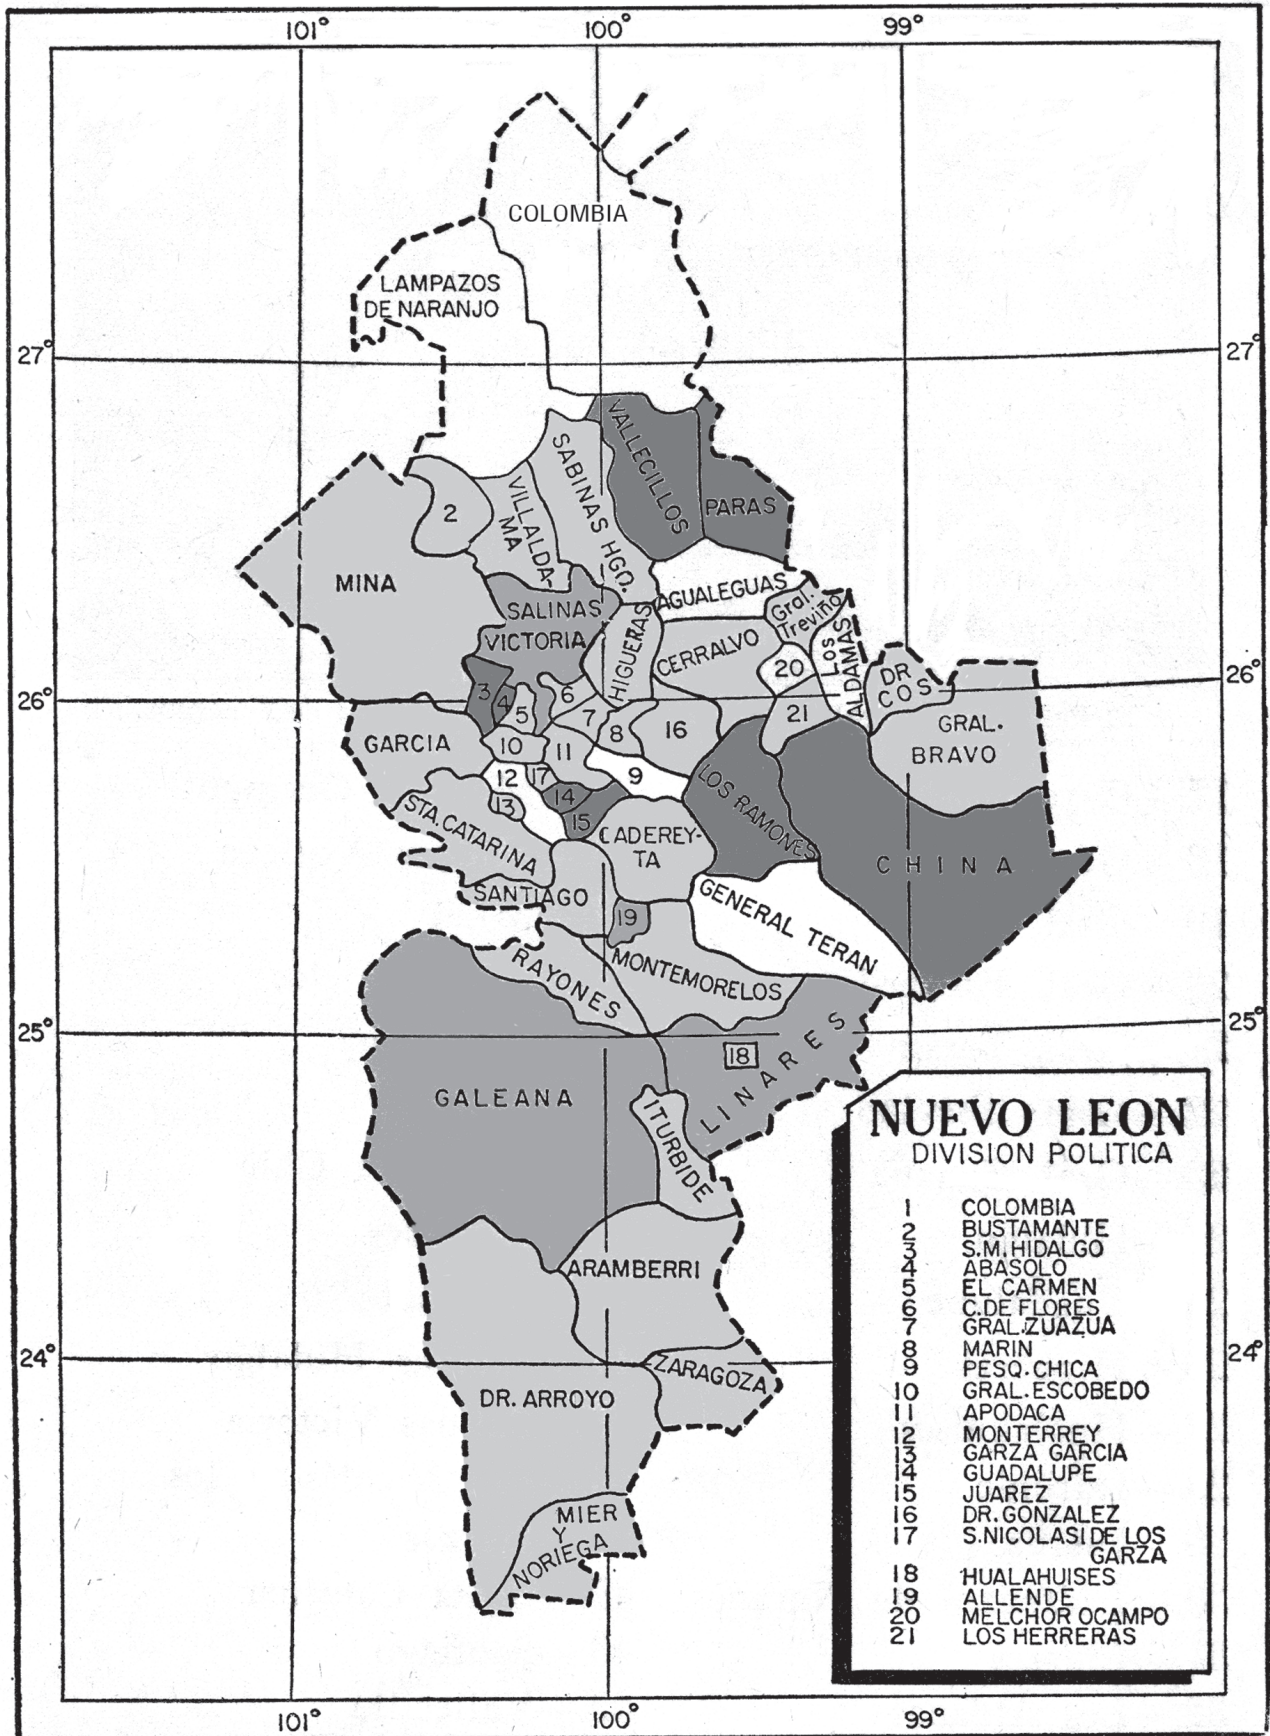 101°
100°
99°
COLOMBIA
LAMPAZOS
DE NARANJO
27°
27°
VALLECILLOS
SABINAS HGO.
VILLALDA
MA
2
PARAS
MINA
AGUALEGUAS
Gral.
Treviño
SALINAS
VICTORIA
HIGUERAS
CERRALVO
20
LOS
ALDAMAS
DR.
COS
26°
26°
3
4
5
6
7
8
16
21
GRAL.
BRAVO
GARCIA
10
11
9
12
17
13
14
15
LOS RAMONES
STA. CATARINA
CADEREY-
TA
CHINA
SANTIAGO
19
GENERAL TERAN
RAYONES
MONTEMORELOS
25°
25°
18
LINARES
GALEANA
ITURBIDE
ARAMBERRI
24°
24°
ZARAGOZA
DR. ARROYO
MIER
Y
NORIEGA
NUEVO LEON
DIVISION POLITICA
1 COLOMBIA
2 BUSTAMANTE
3 S.M.HIDALGO
4 ABASOLO
5 EL CARMEN
6 C.DE FLORES
7 GRAL.ZUAZUA
8 MARIN
9 PESQ.CHICA
10 GRAL.ESCOBEDO
11 APODACA
12 MONTERREY
13 GARZA GARCIA
14 GUADALUPE
15 JUAREZ
16 DR.GONZALEZ
17 S.NICOLAS DE LOS
GARZA
18 HUALAHUISES
19 ALLENDE
20 MELCHOR OCAMPO
21 LOS HERRERAS
101°
100°
99°